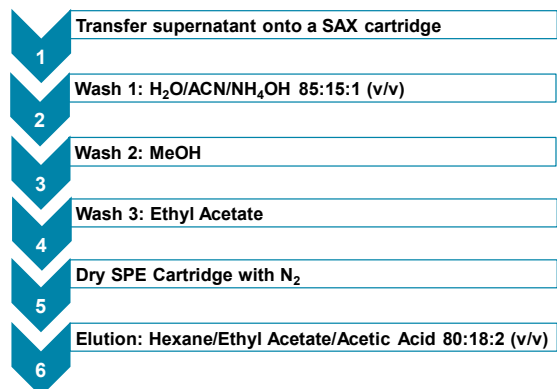 Transfer supernatant onto a SAX cartridge
1
Wash 1: H₂O/ACN/NH₄OH 85:15:1 (v/v)
2
Wash 2: MeOH
3
Wash 3: Ethyl Acetate
4
Dry SPE Cartridge with N₂
5
Elution: Hexane/Ethyl Acetate/Acetic Acid 80:18:2 (v/v)
6